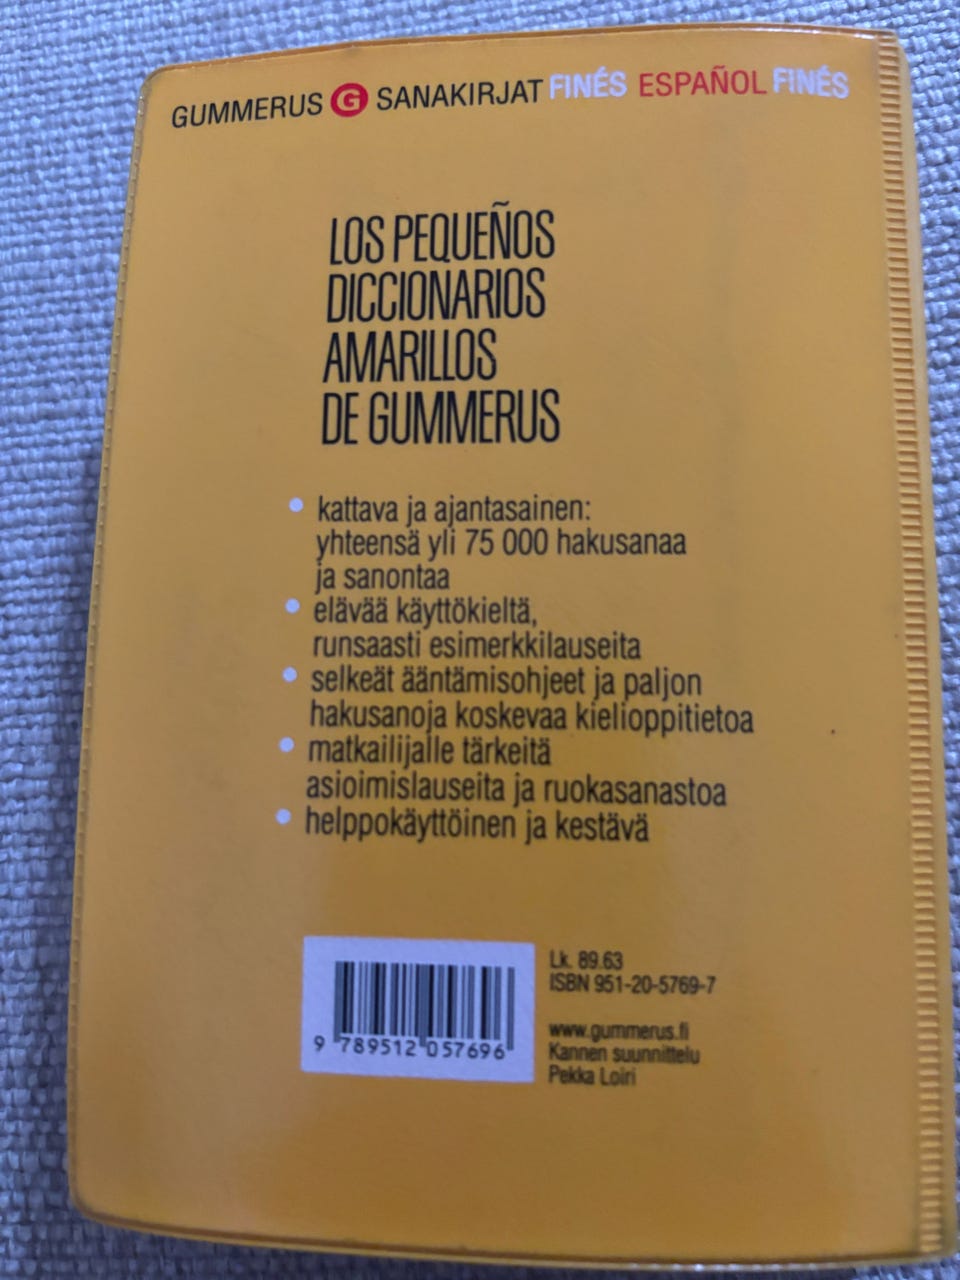 GUMMERUS G SANAKIRJAT FINÉS ESPAÑOL FINÉS
LOS PEQUEÑOS
DICCIONARIOS
AMARILLOS
DE GUMMERUS
• kattava ja ajantasainen:
yhteensä yli 75 000 hakusanaa
ja sanontaa
• elävää käyttökieltä,
runsaasti esimerkkilauseita
• selkeät ääntämisohjeet ja paljon
hakusanoja koskevaa kielioppitietoa
• matkailijalle tärkeitä
asioimislauseita ja ruokasanastoa
• helppokäyttöinen ja kestävä
Lk. 89.63
ISBN 951-20-5769-7
www.gummerus.fi
Kannen suunnittelu
Pekka Loiri
9 789512 057696